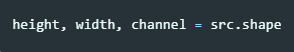 height, width, channel = src.shape